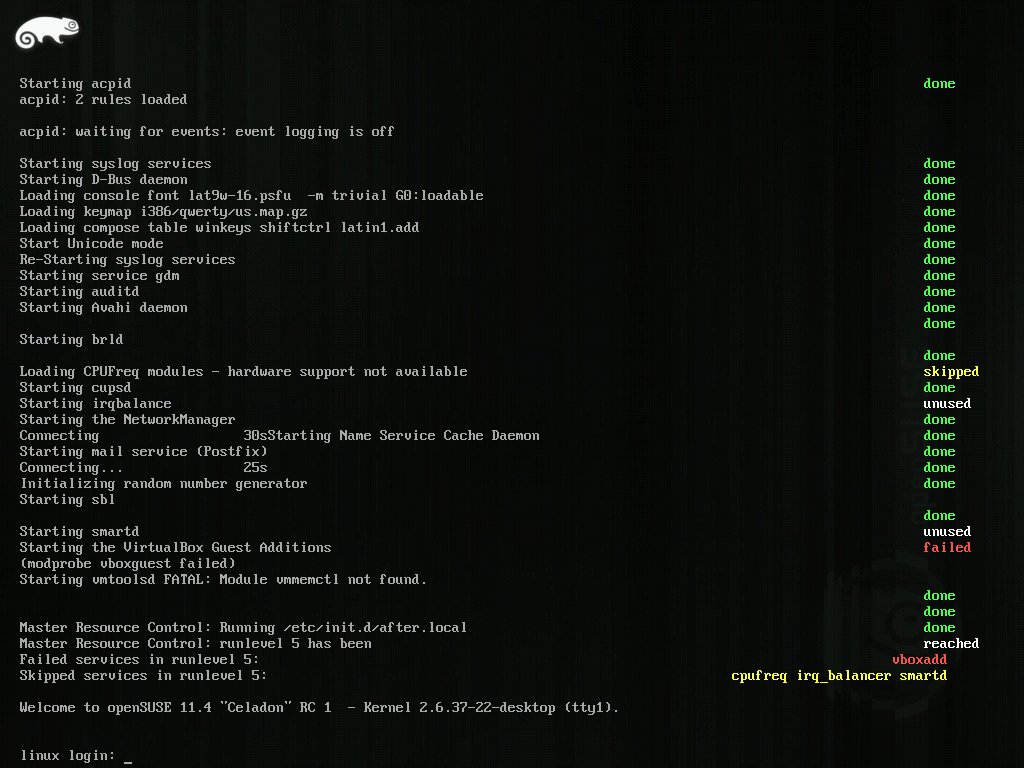 Starting acpid done
acpid: 2 rules loaded
acpid: waiting for events: event logging is off
Starting syslog services done
Starting D-Bus daemon done
Loading console font lat9w-16.psfu  -m trivial G0:loadable done
Loading keymap i386/qwerty/us.map.gz done
Loading compose table winkeys shiftctrl latin1.add done
Start Unicode mode done
Re-Starting syslog services done
Starting service gdm done
Starting auditd done
Starting Avahi daemon done
done
Starting brld
done
Loading CPUFreq modules - hardware support not available skipped
Starting cupsd done
Starting irqbalance unused
Starting the NetworkManager done
Connecting 30sStarting Name Service Cache Daemon done
Starting mail service (Postfix) done
Connecting... 25s done
Initializing random number generator done
Starting sbl
done
Starting smartd unused
Starting the VirtualBox Guest Additions failed
(modprobe vboxguest failed)
Starting vmtoolsd FATAL: Module vmmemctl not found.
done
done
Master Resource Control: Running /etc/init.d/after.local done
Master Resource Control: runlevel 5 has been reached
Failed services in runlevel 5: vboxadd
Skipped services in runlevel 5: cpufreq irq_balancer smartd
Welcome to openSUSE 11.4 "Celadon" RC 1  - Kernel 2.6.37-22-desktop (tty1).
linux login: _